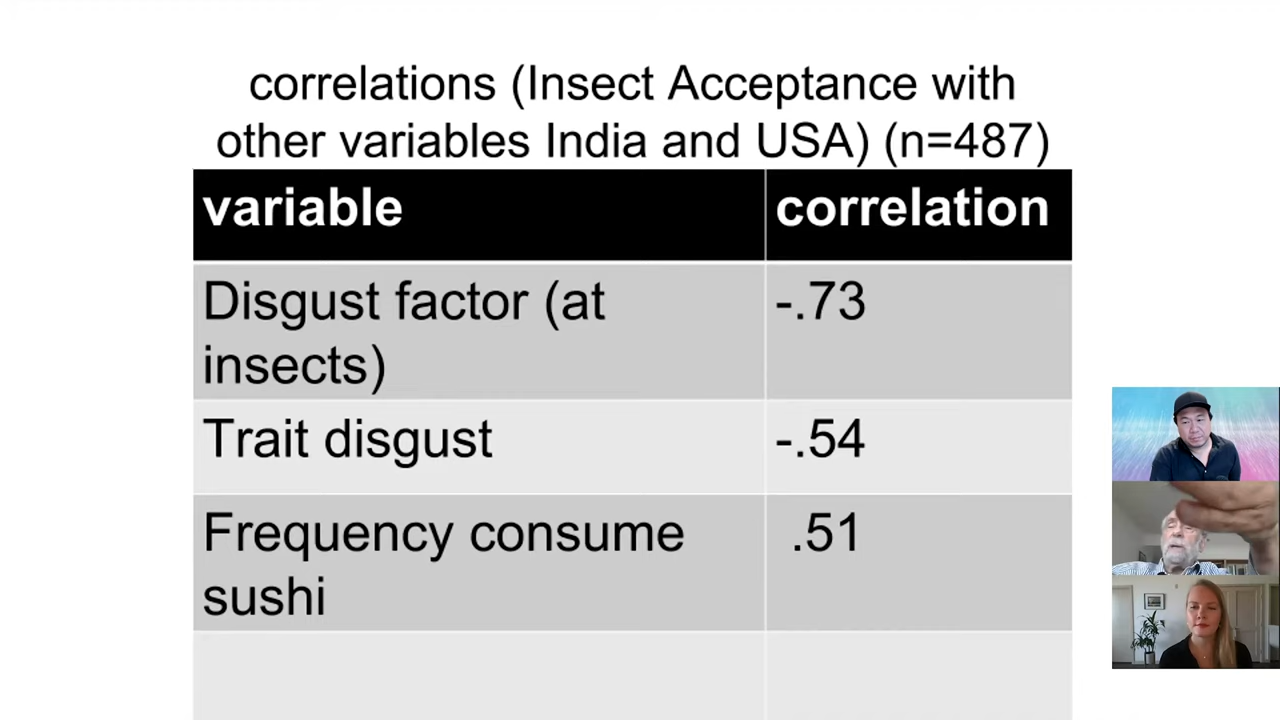 correlations (Insect Acceptance with
other variables India and USA) (n=487)
variable correlation
Disgust factor (at -.73
insects)
Trait disgust -.54
Frequency consume .51
sushi